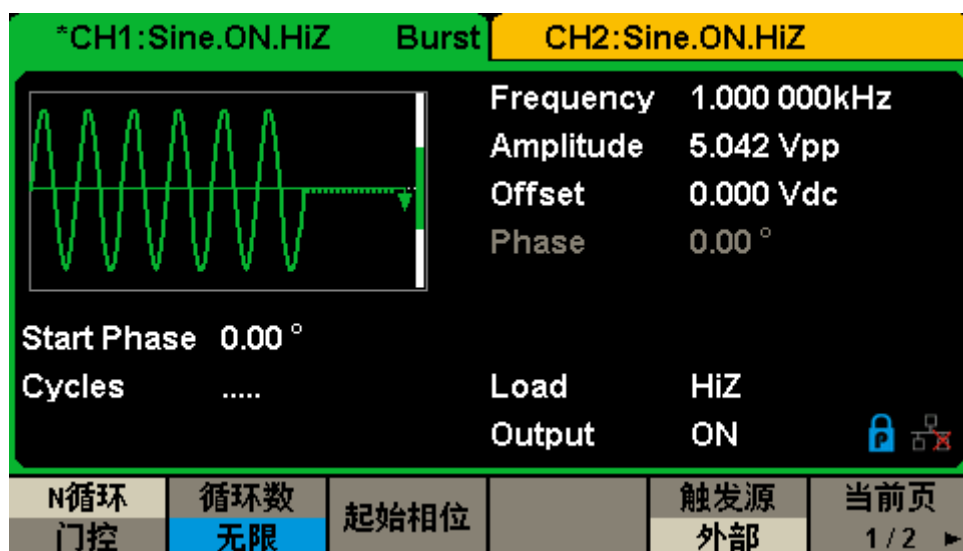 *CH1:Sine.ON.HiZ Burst CH2:Sine.ON.HiZ
Frequency 1.000 000kHz
Amplitude 5.042 Vpp
Offset 0.000 Vdc
Phase 0.00 °
Start Phase 0.00 °
Cycles .....
Load HiZ
Output ON
P
N循环 循环数 起始相位 触发源 当前页
门控 无限 外部 1/2 ►